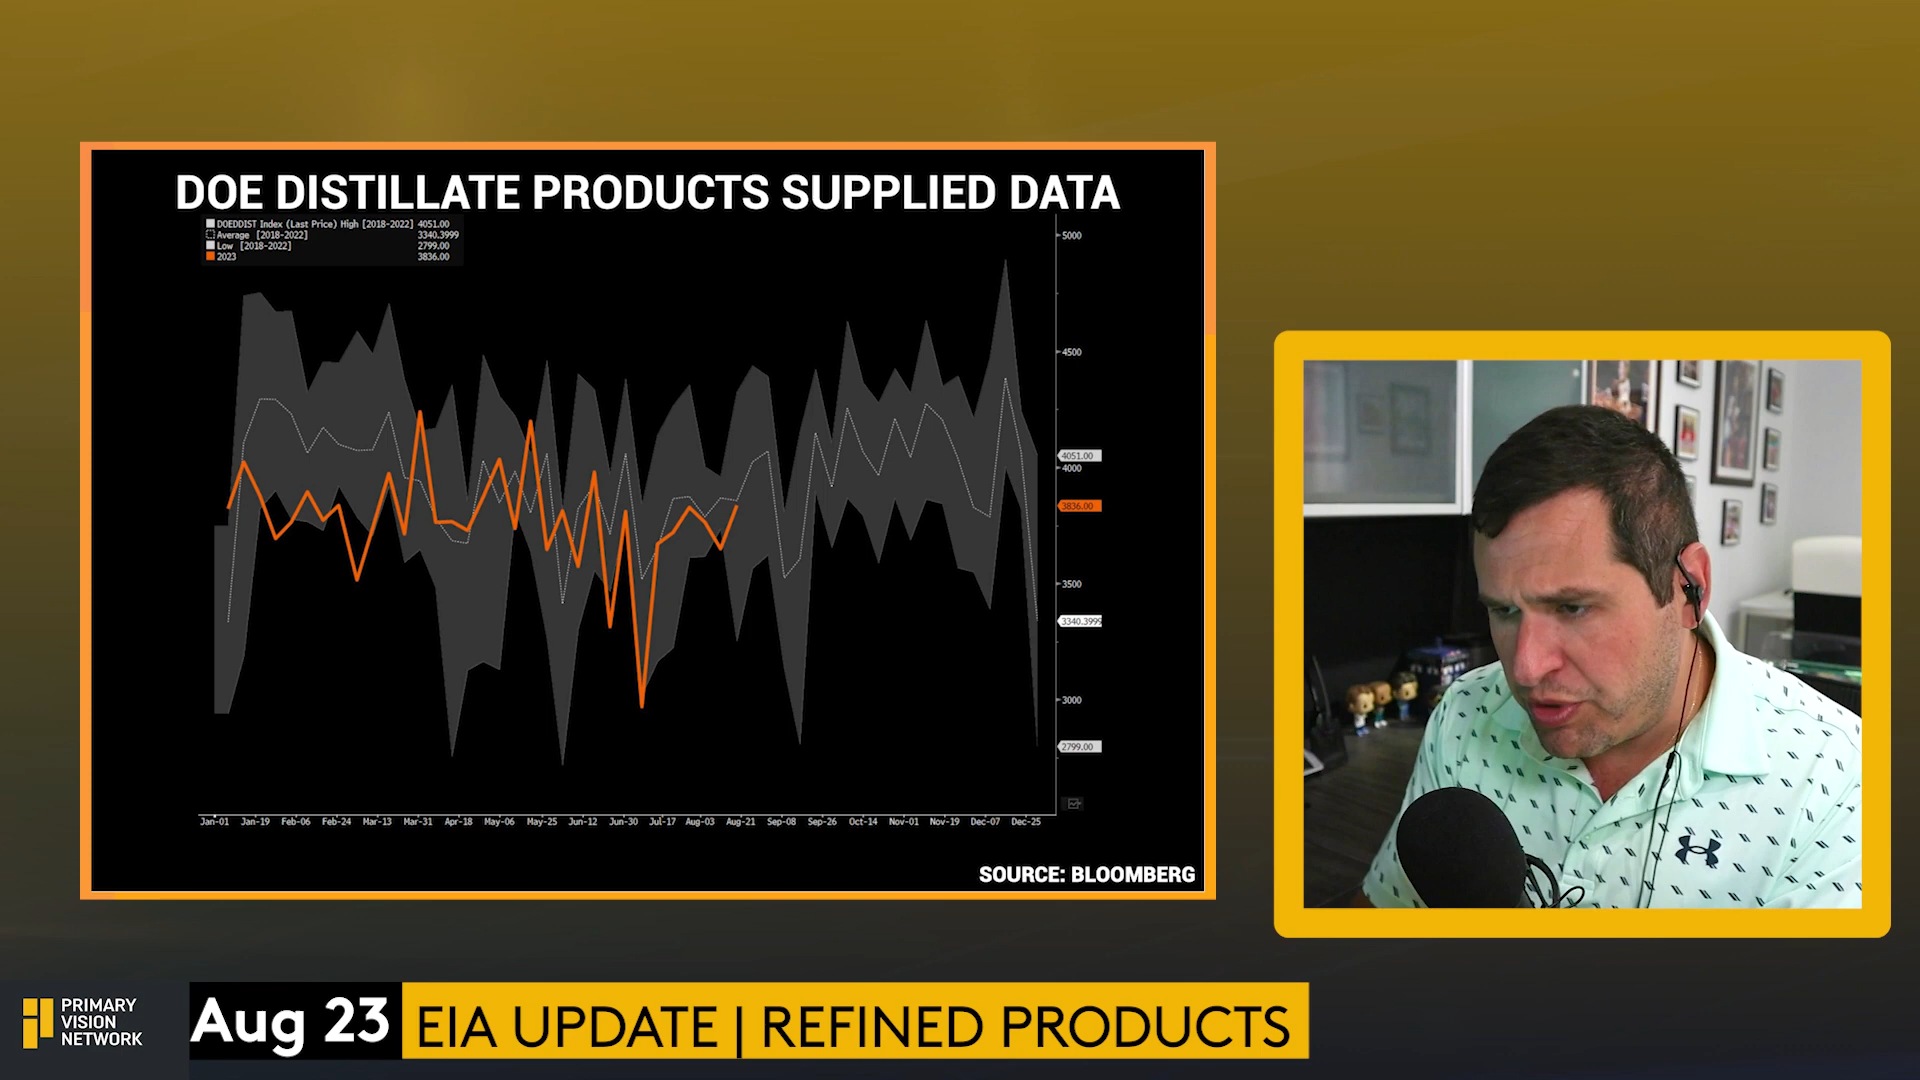 DOE DISTILLATE PRODUCTS SUPPLIED DATA
DOEDDIST Index (Last Price) High [2018-2022] 4051.00
Average [2018-2022] 3340.3999
Low [2018-2022] 2799.00
2023 3836.00
5000
4500
4051.00
4000
3836.00
3500
3340.3999
3000
2799.00
Jan-01 Jan-19 Feb-06 Feb-24 Mar-13 Mar-31 Apr-18 May-06 May-25 Jun-12 Jun-30 Jul-17 Aug-03 Aug-21 Sep-08 Sep-26 Oct-14 Nov-01 Nov-19 Dec-07 Dec-25
SOURCE: BLOOMBERG
PRIMARY
VISION
NETWORK
Aug 23
EIA UPDATE | REFINED PRODUCTS